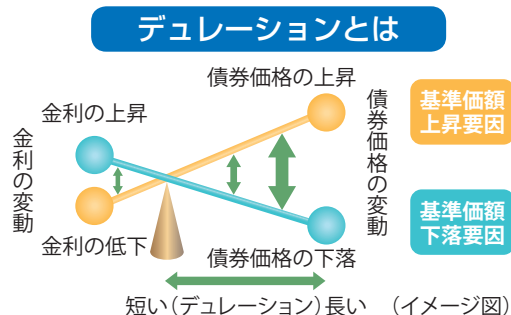 デュレーションとは
債券価格の上昇
金利の上昇
金利の変動
債券価格の変動
基準価額
上昇要因
基準価額
下落要因
金利の低下
債券価格の下落
短い(デュレーション)長い (イメージ図)